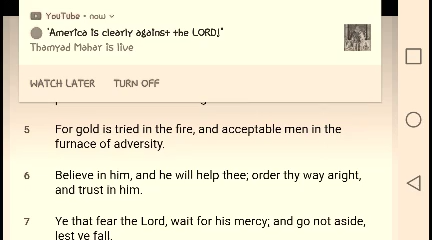 YouTube • now
"America is clearly against the LORD!"
Thamyad Mahar is live
WATCH LATER TURN OFF
5 For gold is tried in the fire, and acceptable men in the
furnace of adversity.
6 Believe in him, and he will help thee; order thy way aright,
and trust in him.
7 Ye that fear the Lord, wait for his mercy; and go not aside,
lest ye fall.